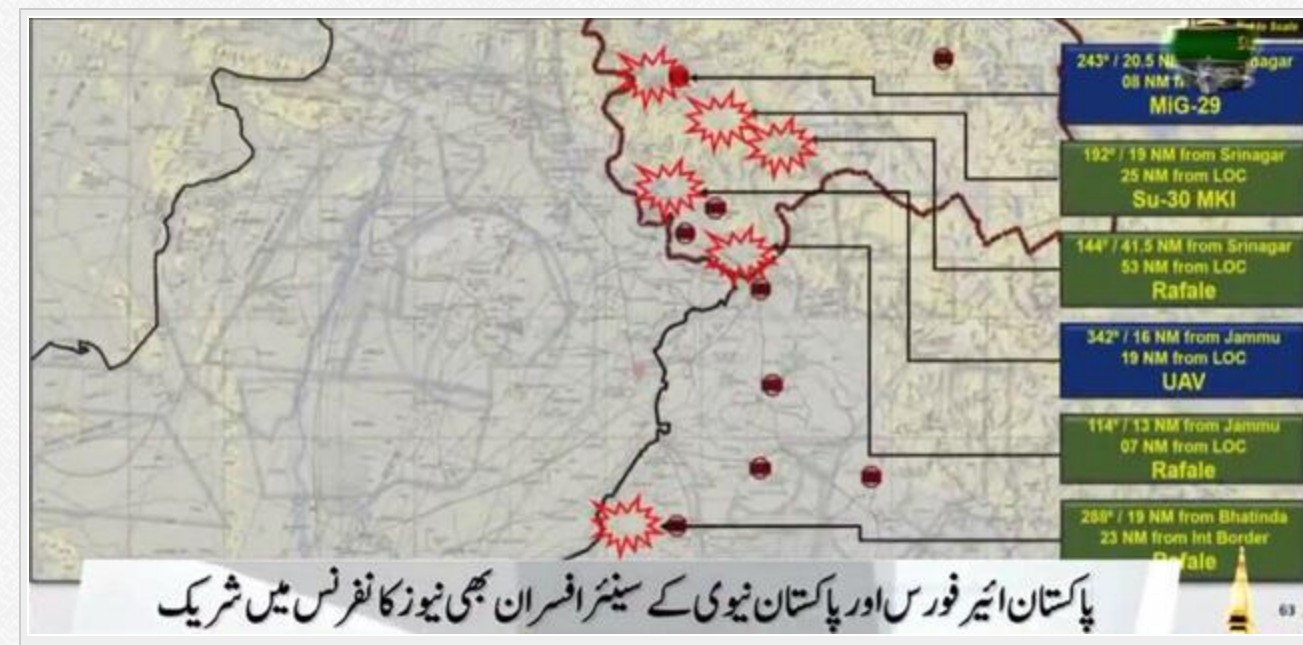 243° / 20.5 N
nagar
08 NM
MiG-29
192° / 19 NM from Srinagar
25 NM from LOC
Su-30 MKI
144° / 41.5 NM from Srinagar
53 NM from LOC
Rafale
342° / 16 NM from Jammu
19 NM from LOC
UAV
114° / 13 NM from Jammu
07 NM from LOC
Rafale
288° / 19 NM from Bhatinda
23 NM from Int Border
Rafale
63
پاکستان ائیر فورس اور پاکستان نیوی کے سینئر افسران بھی نیوز کانفرنس میں شریک